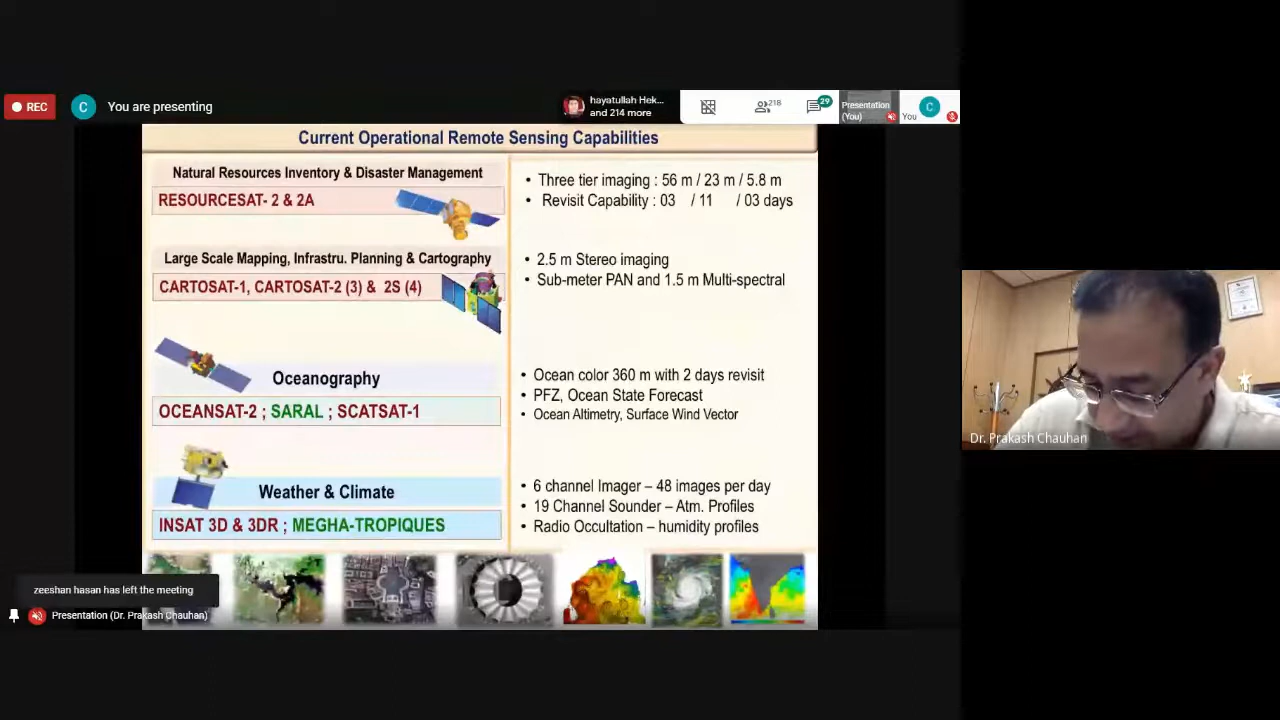 REC
C
You are presenting
hayatullah Hek...
and 214 more
218
29
Presentation
(You)
You
C
Current Operational Remote Sensing Capabilities
Natural Resources Inventory & Disaster Management
RESOURCESAT- 2 & 2A
• Three tier imaging : 56 m / 23 m / 5.8 m
• Revisit Capability : 03 / 11 / 03 days
Large Scale Mapping, Infrastru. Planning & Cartography
CARTOSAT-1, CARTOSAT-2 (3) & 2S (4)
• 2.5 m Stereo imaging
• Sub-meter PAN and 1.5 m Multi-spectral
Oceanography
OCEANSAT-2 ; SARAL ; SCATSAT-1
• Ocean color 360 m with 2 days revisit
• PFZ, Ocean State Forecast
• Ocean Altimetry, Surface Wind Vector
Weather & Climate
INSAT 3D & 3DR ; MEGHA-TROPIQUES
• 6 channel Imager – 48 images per day
• 19 Channel Sounder – Atm. Profiles
• Radio Occultation – humidity profiles
zeeshan hasan has left the meeting
Presentation (Dr. Prakash Chauhan)
Dr. Prakash Chauhan